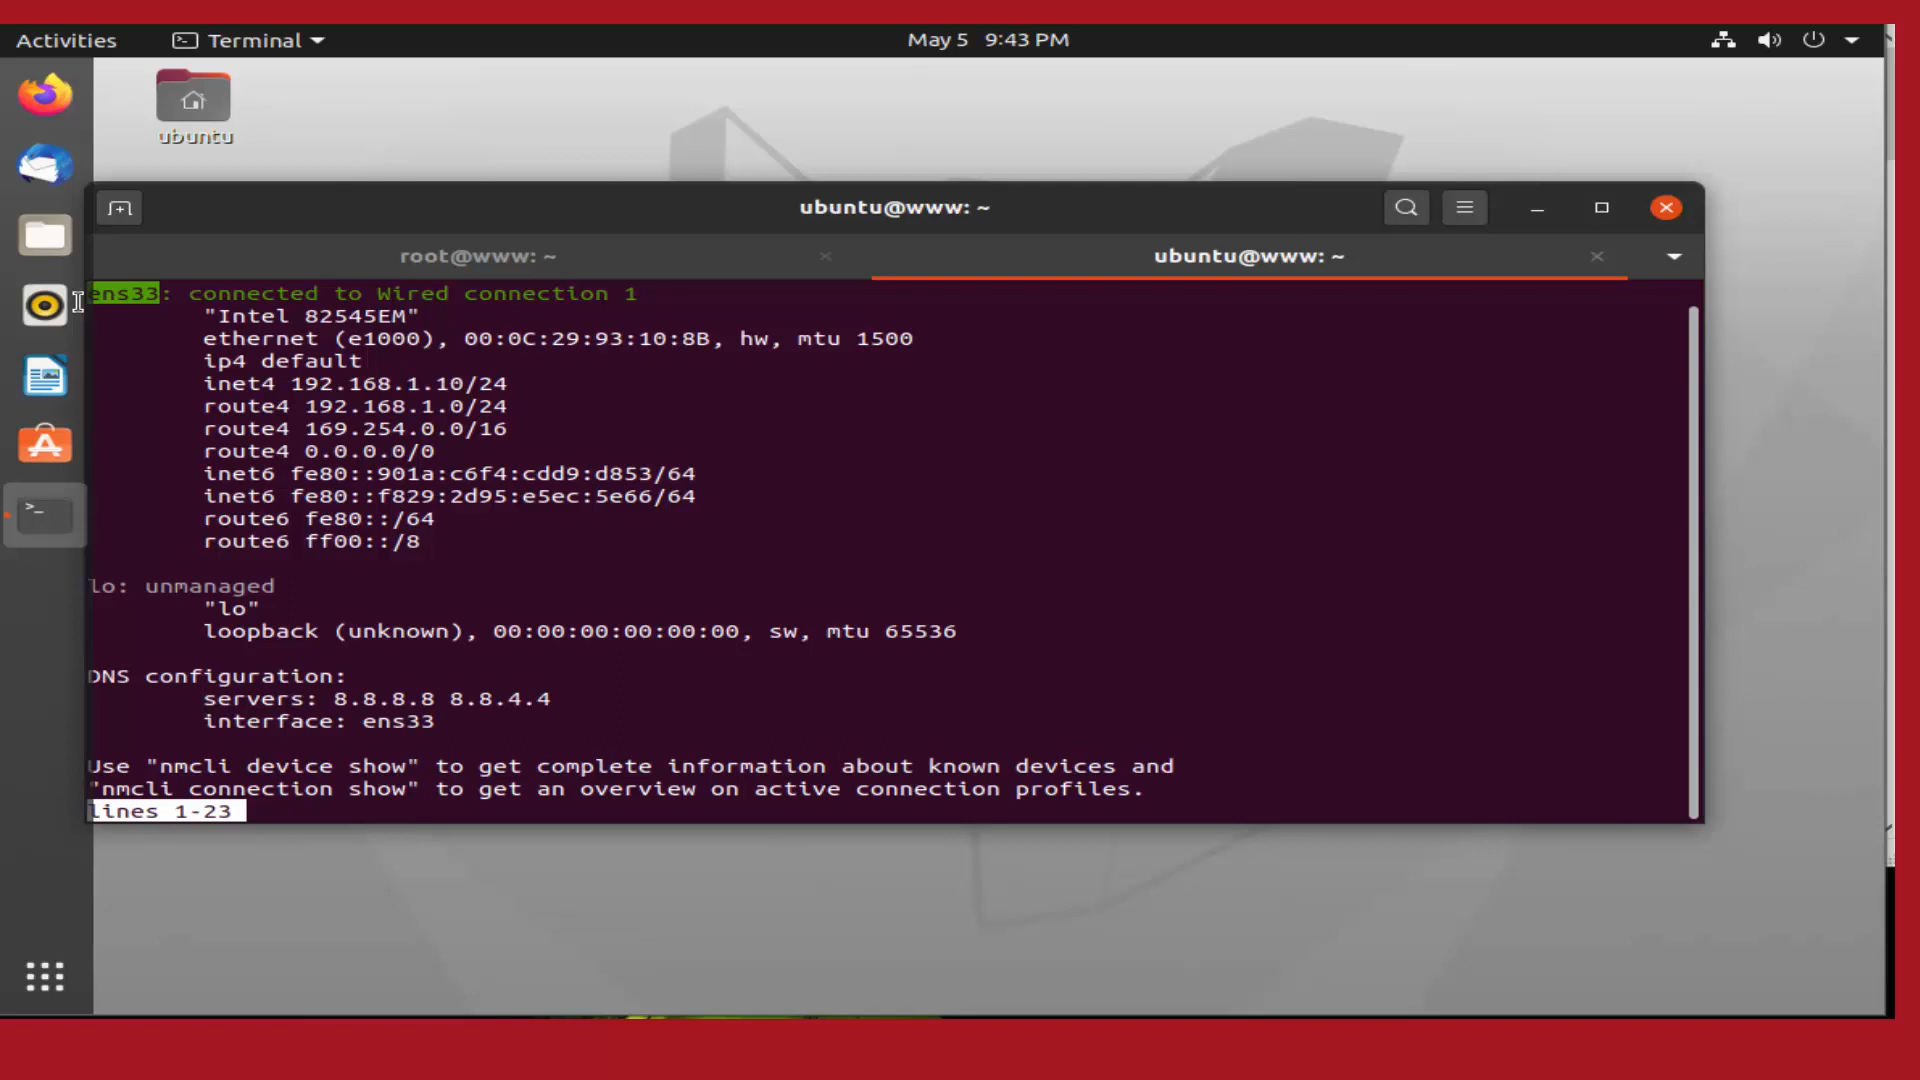 Activities
Terminal
May 5 9:43 PM
ubuntu
ubuntu@www: ~
root@www: ~
ubuntu@www: ~
ens33: connected to Wired connection 1
"Intel 82545EM"
ethernet (e1000), 00:0C:29:93:10:8B, hw, mtu 1500
ip4 default
inet4 192.168.1.10/24
route4 192.168.1.0/24
route4 169.254.0.0/16
route4 0.0.0.0/0
inet6 fe80::901a:c6f4:cdd9:d853/64
inet6 fe80::f829:2d95:e5ec:5e66/64
route6 fe80::/64
route6 ff00::/8
lo: unmanaged
"lo"
loopback (unknown), 00:00:00:00:00:00, sw, mtu 65536
DNS configuration:
servers: 8.8.8.8 8.8.4.4
interface: ens33
Use "nmcli device show" to get complete information about known devices and
"nmcli connection show" to get an overview on active connection profiles.
lines 1-23